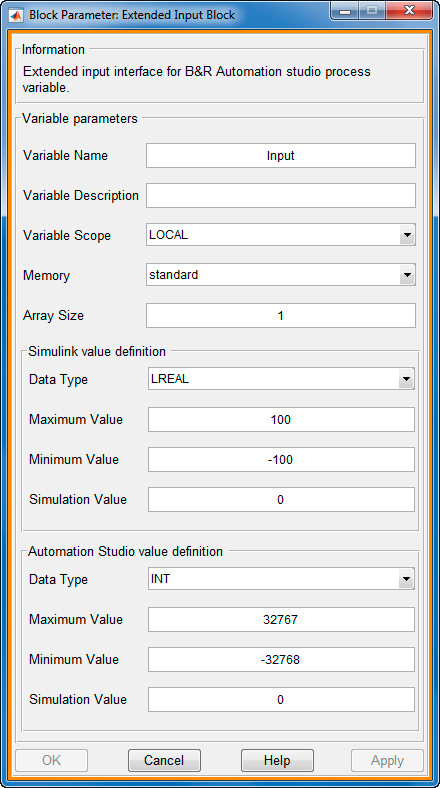 Block Parameter: Extended Input Block
Information
Extended input interface for B&R Automation studio process
variable.
Variable parameters
Variable Name Input
Variable Description
Variable Scope LOCAL
Memory standard
Array Size 1
Simulink value definition
Data Type LREAL
Maximum Value 100
Minimum Value -100
Simulation Value 0
Automation Studio value definition
Data Type INT
Maximum Value 32767
Minimum Value -32768
Simulation Value 0
OK Cancel Help Apply